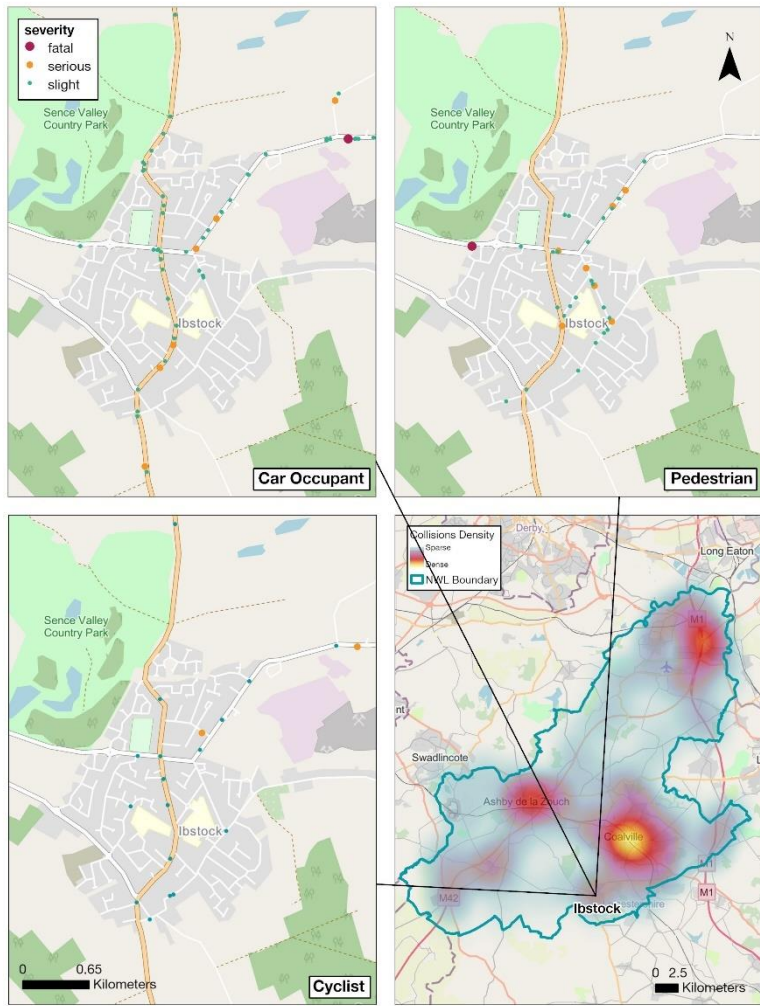 severity
fatal
serious
slight
Sence Valley
Country Park
Ibstock
Car Occupant
N
Sence Valley
Country Park
Ibstock
Pedestrian
Sence Valley
Country Park
Ibstock
0 0.65
Kilometers
Cyclist
Collisions Density
Sparse
Dense
NWL Boundary
Derby
Long Eaton
M1
Swadlincote
Ashby de la Zouch
Coalville
M1
M42
M1
Ibstock
0 2.5
Kilometers